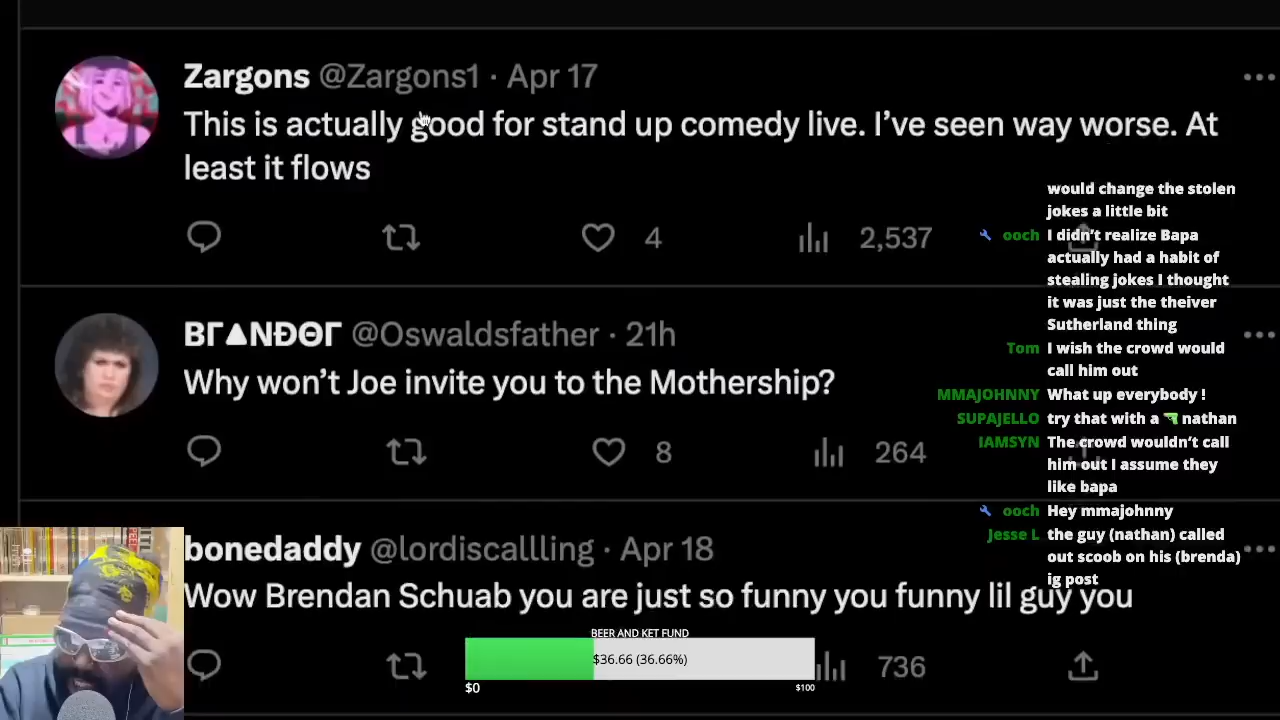 Zargons @Zargons1 · Apr 17
This is actually good for stand up comedy live. I’ve seen way worse. At
least it flows
4 2,537
BΓ▲NĐΘΓ @Oswaldsfather · 21h
Why won’t Joe invite you to the Mothership?
8 264
bonedaddy @lordiscallling · Apr 18
Wow Brendan Schuab you are just so funny you funny lil guy you
736
would change the stolen
jokes a little bit
ooch I didn’t realize Bapa
actually had a habit of
stealing jokes I thought
it was just the theiver
Sutherland thing
Tom I wish the crowd would
call him out
MMAJOHNNY What up everybody !
SUPAJELLO try that with a 🔫 nathan
IAMSYN The crowd wouldn’t call
him out I assume they
like bapa
ooch Hey mmajohnny
Jesse L the guy (nathan) called
out scoob on his (brenda)
ig post
BEER AND KET FUND
$36.66 (36.66%)
$0 $100